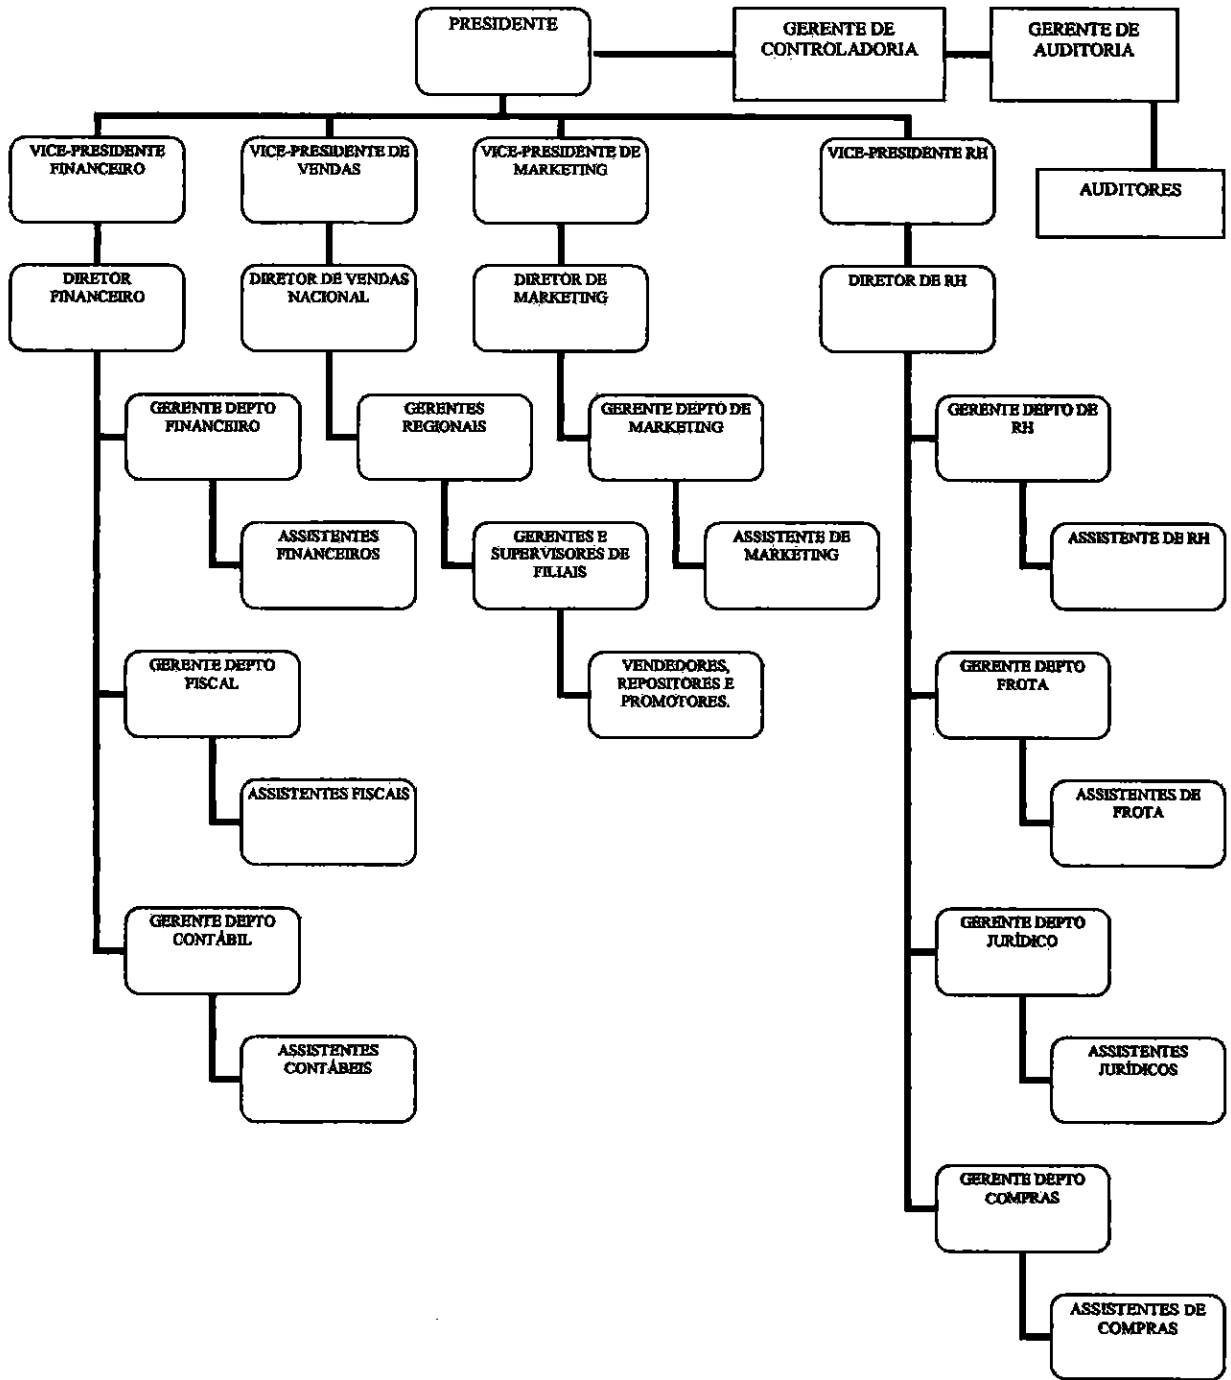 PRESIDENTE
GERENTE DE
CONTROLADORIA
GERENTE DE
AUDITORIA
AUDITORES
VICE-PRESIDENTE
FINANCEIRO
VICE-PRESIDENTE DE
VENDAS
VICE-PRESIDENTE DE
MARKETING
VICE-PRESIDENTE RH
DIRETOR
FINANCEIRO
DIRETOR DE VENDAS
NACIONAL
DIRETOR DE
MARKETING
DIRETOR DE RH
GERENTE DEPTO
FINANCEIRO
GERENTES
REGIONAIS
GERENTE DEPTO DE
MARKETING
GERENTE DEPTO DE
RH
ASSISTENTES
FINANCEIROS
GERENTES E
SUPERVISORES DE
FILIAIS
ASSISTENTE DE
MARKETING
ASSISTENTE DE RH
GERENTE DEPTO
FISCAL
VENDEDORES,
REPOSITORES E
PROMOTORES.
GERENTE DEPTO
FROTA
ASSISTENTES FISCAIS
ASSISTENTES DE
FROTA
GERENTE DEPTO
CONTÁBIL
GERENTE DEPTO
JURÍDICO
ASSISTENTES
CONTÁBEIS
ASSISTENTES
JURÍDICOS
GERENTE DEPTO
COMPRAS
ASSISTENTES DE
COMPRAS